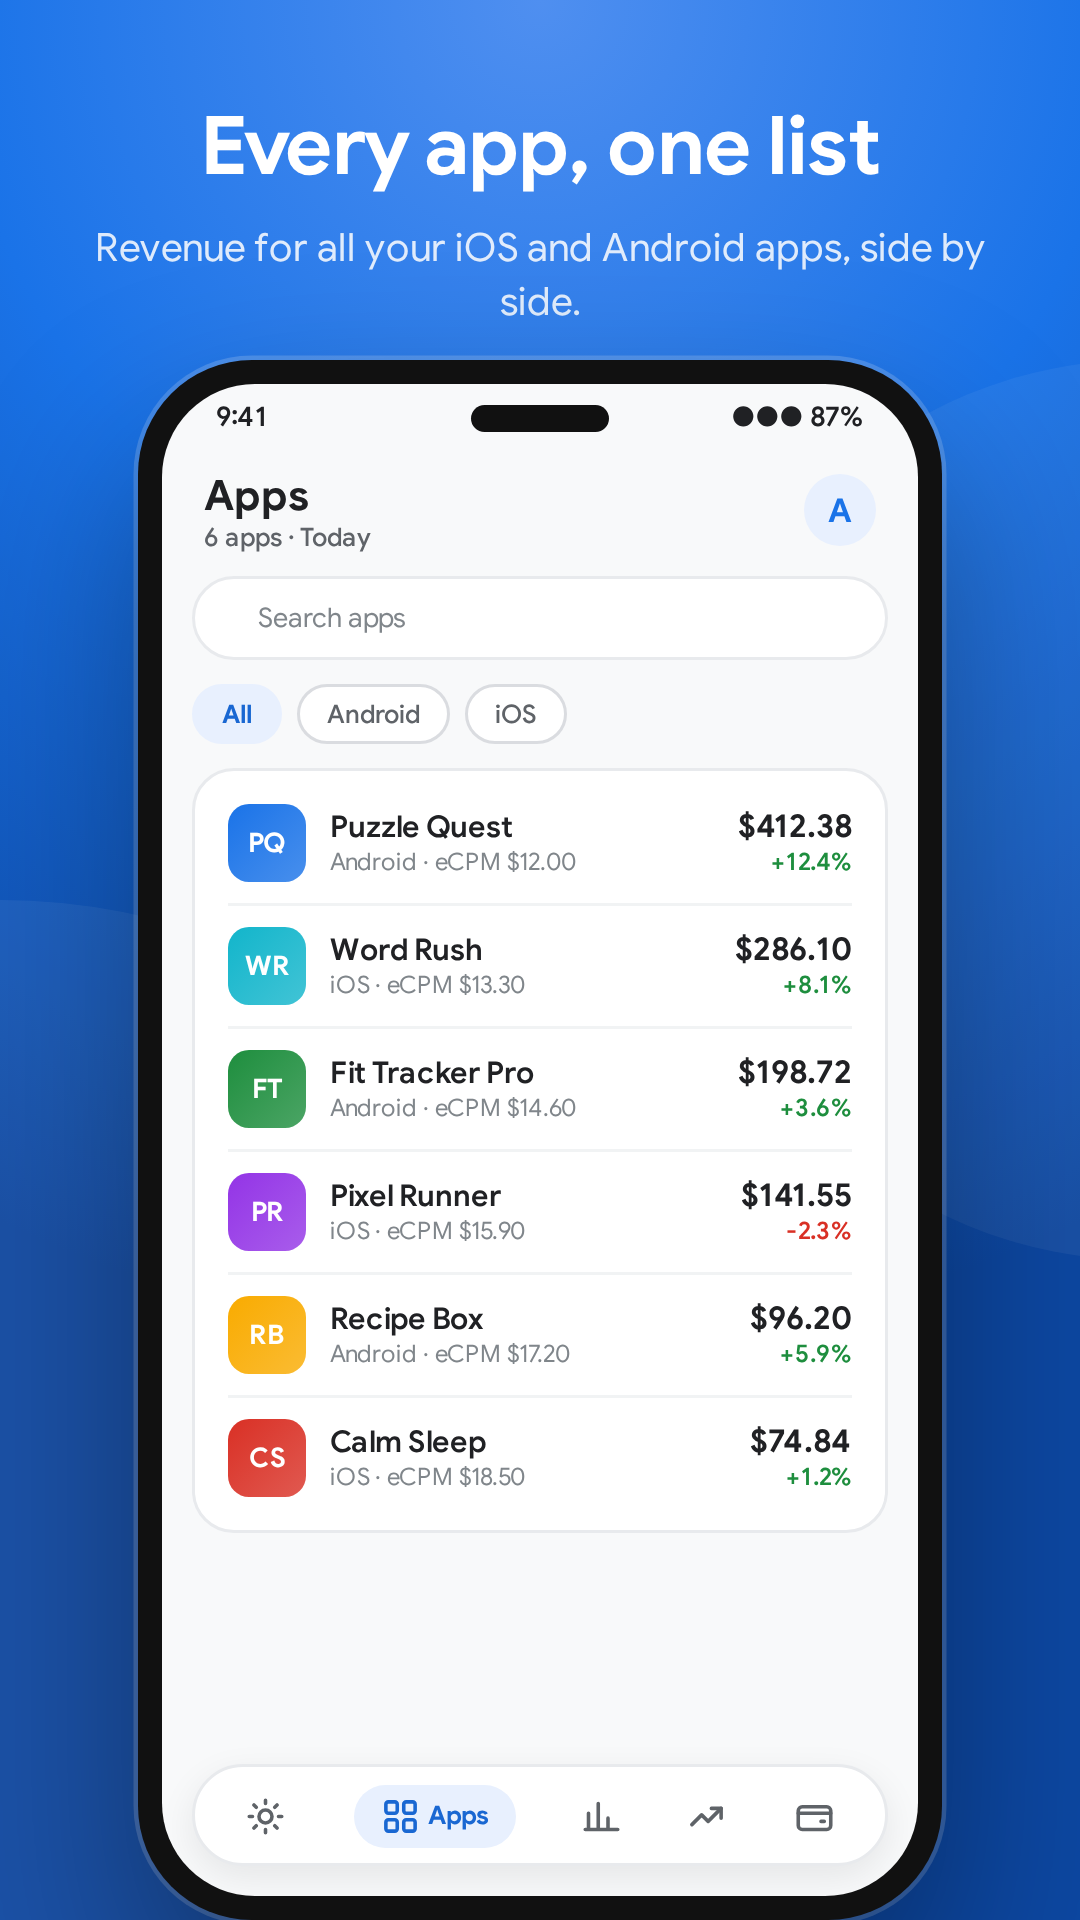 Every app, one list
Revenue for all your iOS and Android apps, side by
side.
9:41
87%
Apps
A
6 apps · Today
Search apps
All
Android
iOS
PQ
Puzzle Quest
$412.38
Android · eCPM $12.00
+12.4%
WR
Word Rush
$286.10
iOS · eCPM $13.30
+8.1%
FT
Fit Tracker Pro
$198.72
Android · eCPM $14.60
+3.6%
PR
Pixel Runner
$141.55
iOS · eCPM $15.90
-2.3%
RB
Recipe Box
$96.20
Android · eCPM $17.20
+5.9%
CS
Calm Sleep
$74.84
iOS · eCPM $18.50
+1.2%
Apps